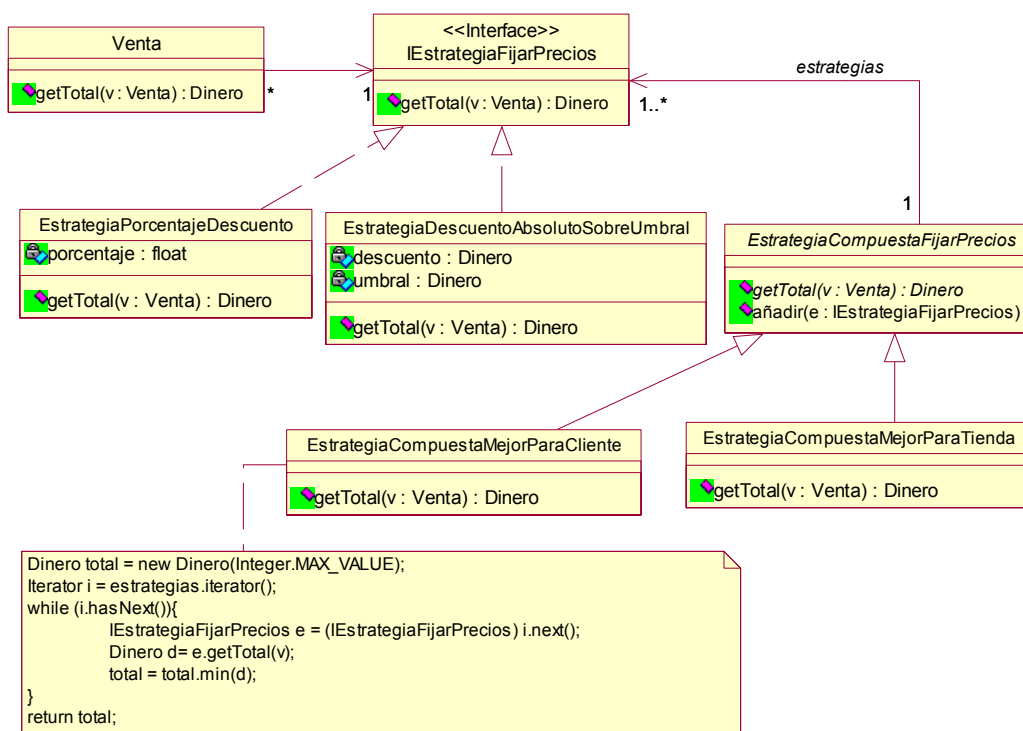 Venta
getTotal(v : Venta) : Dinero
*
1
<<Interface>>
IEstrategiaFijarPrecios
getTotal(v : Venta) : Dinero
estrategias
1..*
1
EstrategiaPorcentajeDescuento
porcentaje : float
getTotal(v : Venta) : Dinero
EstrategiaDescuentoAbsolutoSobreUmbral
descuento : Dinero
umbral : Dinero
getTotal(v : Venta) : Dinero
EstrategiaCompuestaFijarPrecios
getTotal(v : Venta) : Dinero
añadir(e : IEstrategiaFijarPrecios)
EstrategiaCompuestaMejorParaCliente
getTotal(v : Venta) : Dinero
EstrategiaCompuestaMejorParaTienda
getTotal(v : Venta) : Dinero
Dinero total = new Dinero(Integer.MAX_VALUE);
Iterator i = estrategias.iterator();
while (i.hasNext()){
IEstrategiaFijarPrecios e = (IEstrategiaFijarPrecios) i.next();
Dinero d= e.getTotal(v);
total = total.min(d);
}
return total;